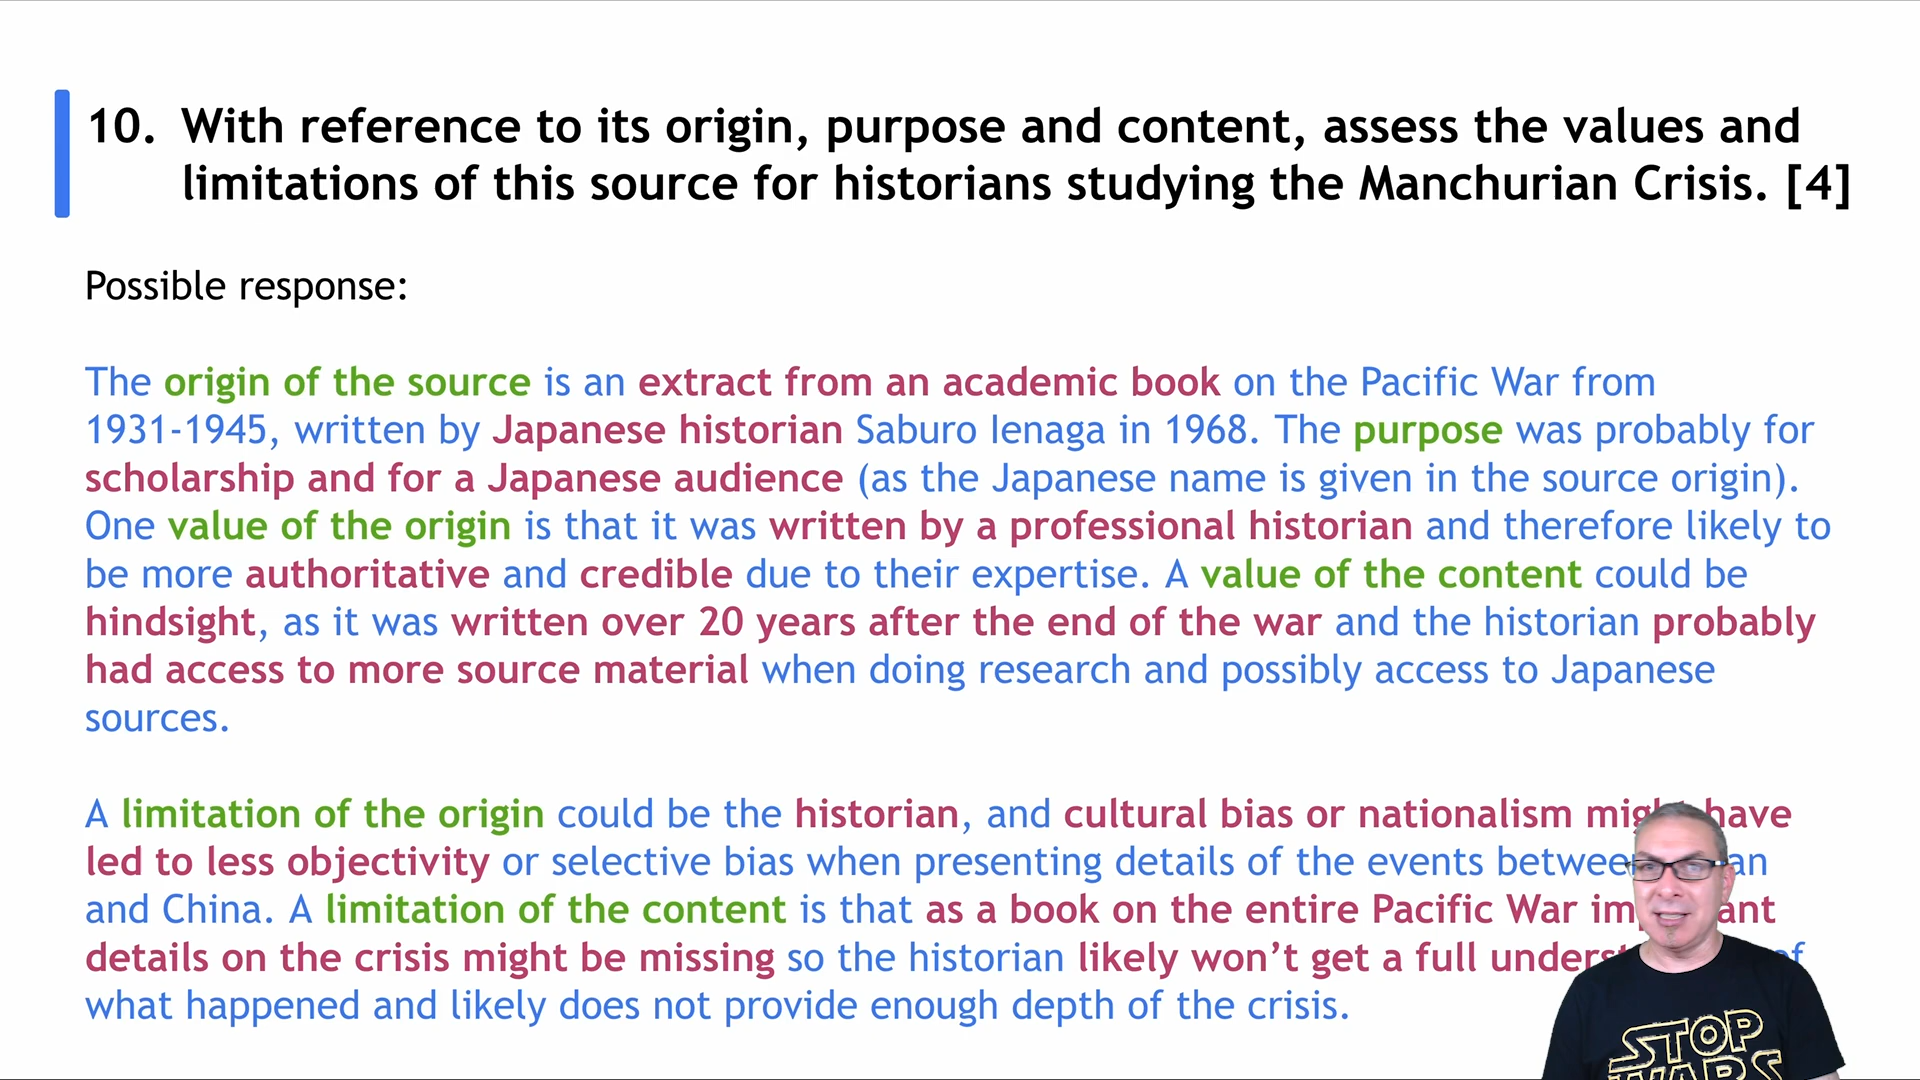 10. With reference to its origin, purpose and content, assess the values and
limitations of this source for historians studying the Manchurian Crisis. [4]
Possible response:
The origin of the source is an extract from an academic book on the Pacific War from
1931-1945, written by Japanese historian Saburo Ienaga in 1968. The purpose was probably for
scholarship and for a Japanese audience (as the Japanese name is given in the source origin).
One value of the origin is that it was written by a professional historian and therefore likely to
be more authoritative and credible due to their expertise. A value of the content could be
hindsight, as it was written over 20 years after the end of the war and the historian probably
had access to more source material when doing research and possibly access to Japanese
sources.
A limitation of the origin could be the historian, and cultural bias or nationalism might have
led to less objectivity or selective bias when presenting details of the events between
and China. A limitation of the content is that as a book on the entire Pacific War important
details on the crisis might be missing so the historian likely won't get a full of
what happened and likely does not provide enough depth of the crisis.
STOP
WARS